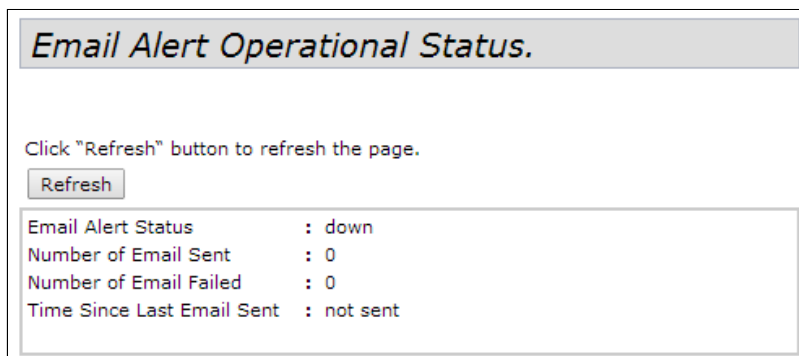 Email Alert Operational Status.
Click "Refresh" button to refresh the page.
Refresh
Email Alert Status : down
Number of Email Sent : 0
Number of Email Failed : 0
Time Since Last Email Sent : not sent